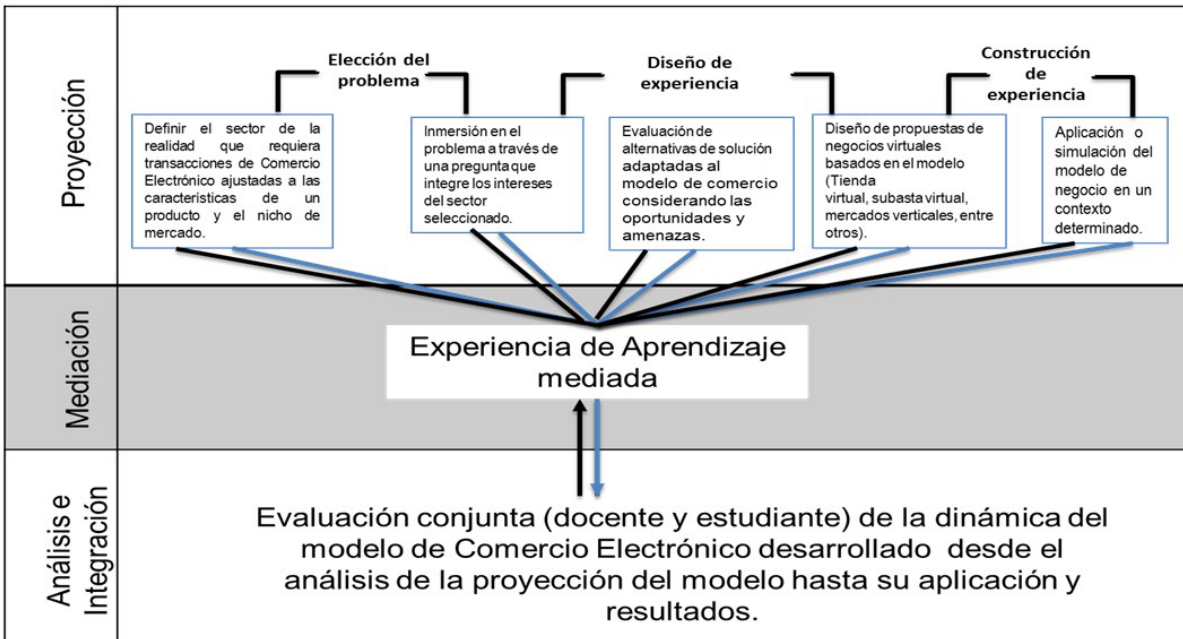 Proyección
Elección del
problema
Diseño de
experiencia
Construcción
de
experiencia
Definir el sector de la
realidad que requiera
transacciones de Comercio
Electrónico ajustadas a las
características de un
producto y el nicho de
mercado.
Inmersión en el
problema a través de
una pregunta que
integre los intereses
del sector
seleccionado.
Evaluación de
alternativas de solución
adaptadas al
modelo de comercio
considerando las
oportunidades y
amenazas.
Diseño de propuestas de
negocios virtuales
basados en el modelo
(Tienda
virtual, subasta virtual,
mercados verticales, entre
otros).
Aplicación o
simulación del
modelo de
negocio en un
contexto
determinado.
Mediación
Experiencia de Aprendizaje
mediada
Análisis e
Integración
Evaluación conjunta (docente y estudiante) de la dinámica del
modelo de Comercio Electrónico desarrollado desde el
análisis de la proyección del modelo hasta su aplicación y
resultados.